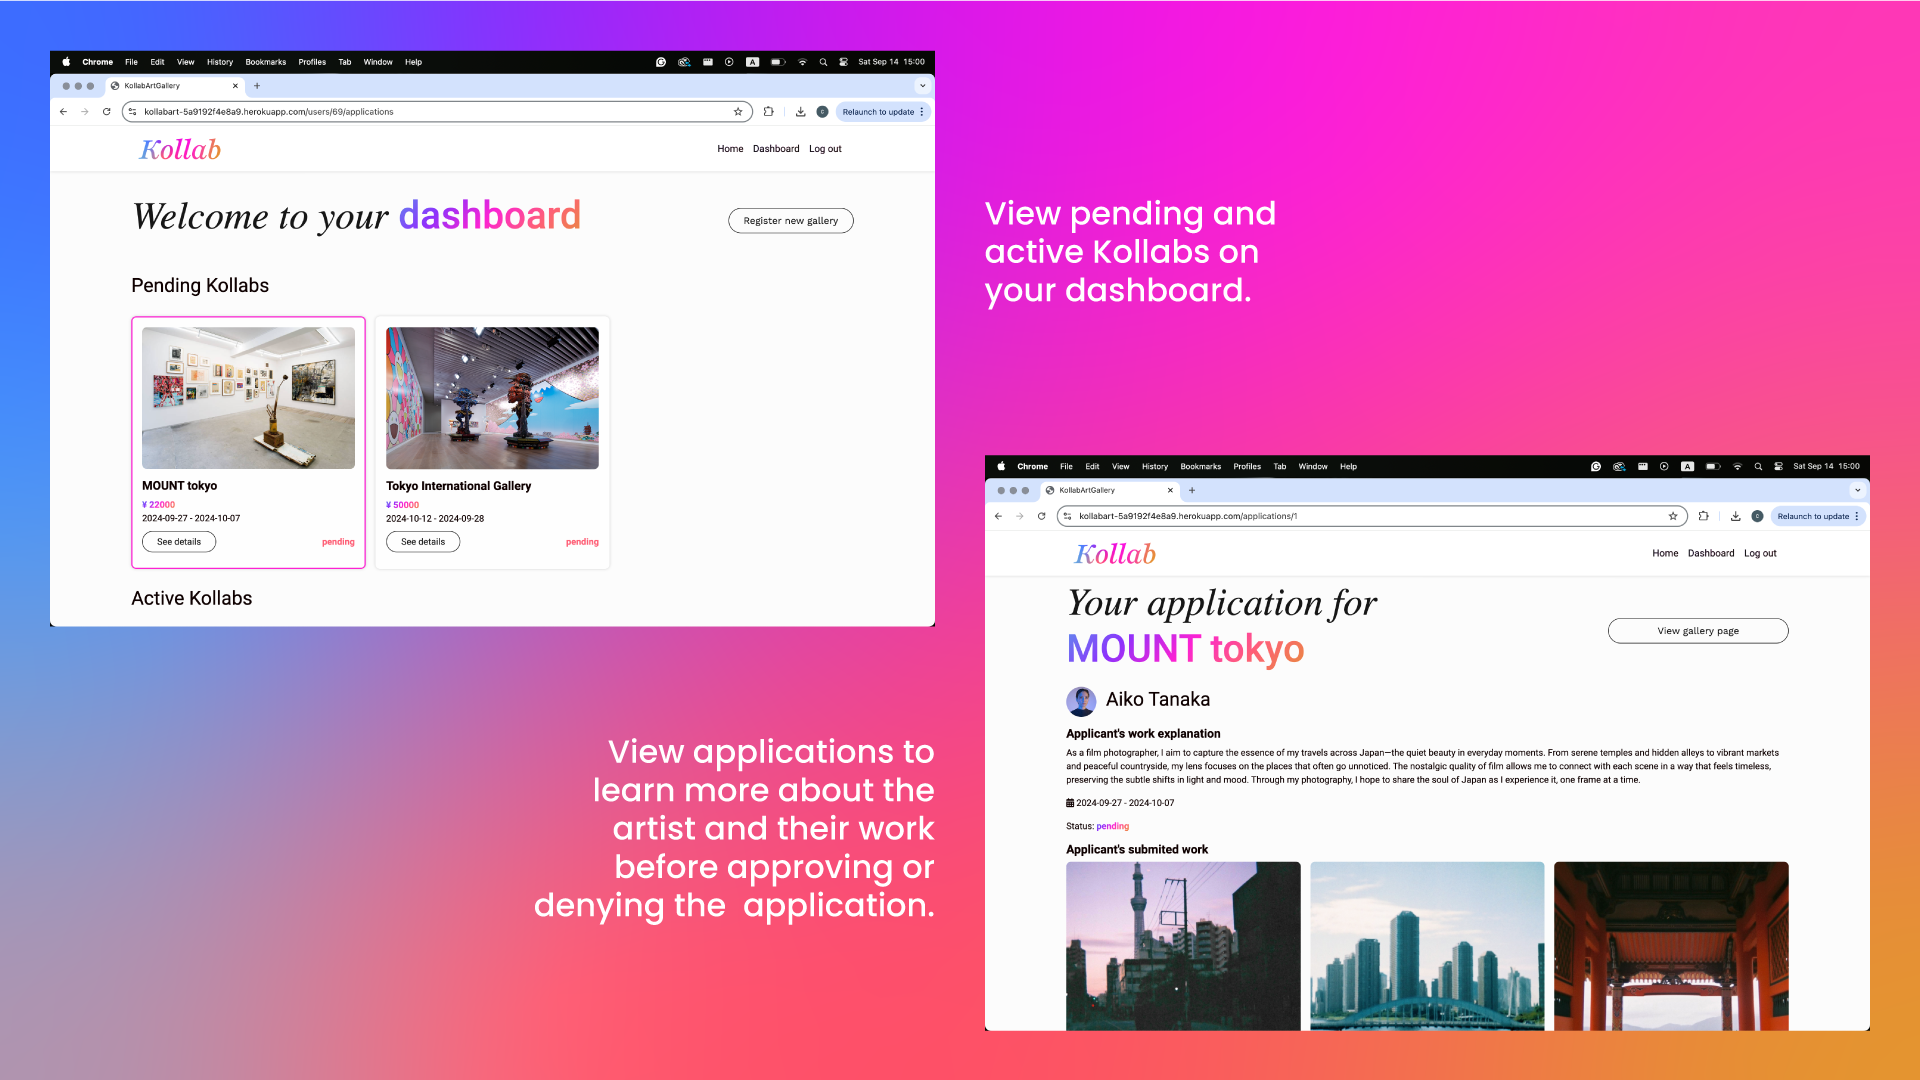 Chrome File Edit View History Bookmarks Profiles Tab Window Help
A Sat Sep 14 15:00
KollabArtGallery
kollabart-5a9192f4e8a9.herokuapp.com/users/69/applications
Relaunch to update
Kollab
Home Dashboard Log out
Welcome to your dashboard
Register new gallery
Pending Kollabs
MOUNT tokyo
¥ 22000
2024-09-27 - 2024-10-07
See details
pending
Tokyo International Gallery
¥ 50000
2024-10-12 - 2024-09-28
See details
pending
Active Kollabs
View pending and
active Kollabs on
your dashboard.
View applications to
learn more about the
artist and their work
before approving or
denying the  application.
Chrome File Edit View History Bookmarks Profiles Tab Window Help
A Sat Sep 14 15:00
KollabArtGallery
kollabart-5a9192f4e8a9.herokuapp.com/applications/1
Relaunch to update
Kollab
Home Dashboard Log out
Your application for
MOUNT tokyo
View gallery page
Aiko Tanaka
Applicant's work explanation
As a film photographer, I aim to capture the essence of my travels across Japan—the quiet beauty in everyday moments. From serene temples and hidden alleys to vibrant markets
and peaceful countryside, my lens focuses on the places that often go unnoticed. The nostalgic quality of film allows me to connect with each scene in a way that feels timeless,
preserving the subtle shifts in light and mood. Through my photography, I hope to share the soul of Japan as I experience it, one frame at a time.
2024-09-27 - 2024-10-07
Status: pending
Applicant's submited work